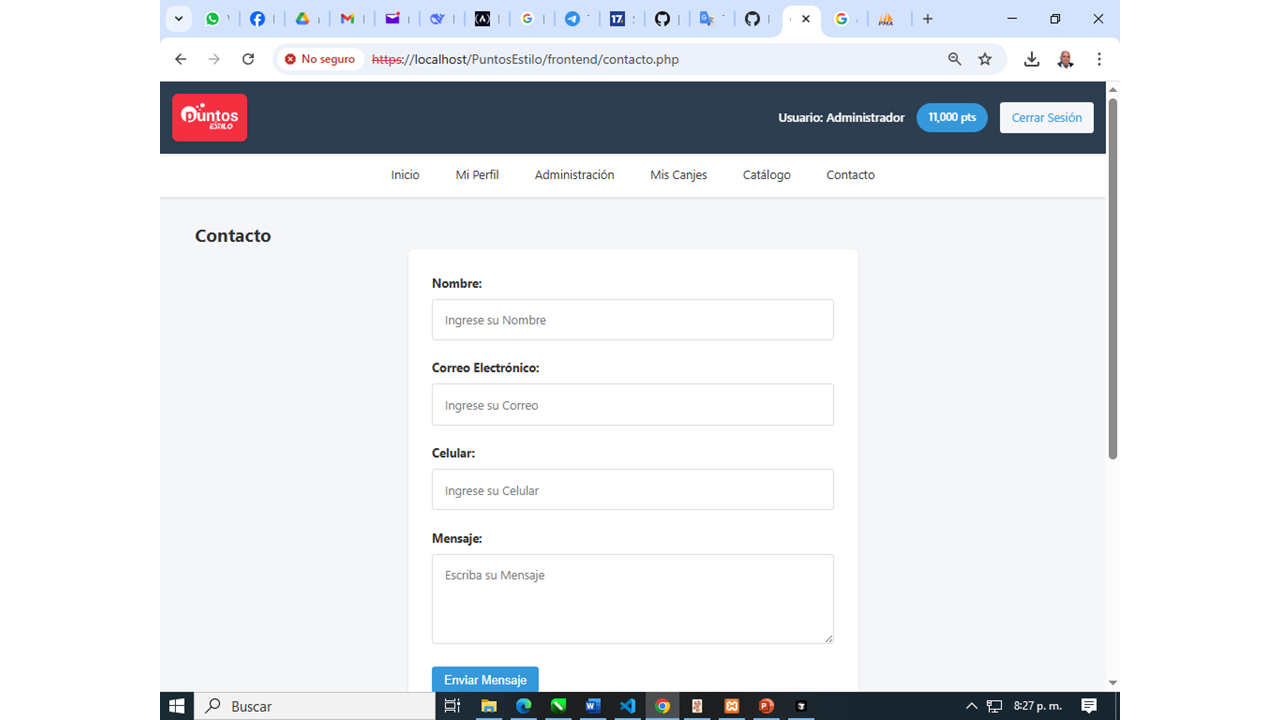 No seguro https://localhost/PuntosEstilo/frontend/contacto.php
Puntos
ESTILO
Usuario: Administrador 11,000 pts Cerrar Sesión
Inicio Mi Perfil Administración Mis Canjes Catálogo Contacto
Contacto
Nombre:
Ingrese su Nombre
Correo Electrónico:
Ingrese su Correo
Celular:
Ingrese su Celular
Mensaje:
Escriba su Mensaje
Enviar Mensaje
Buscar 8:27 p. m.